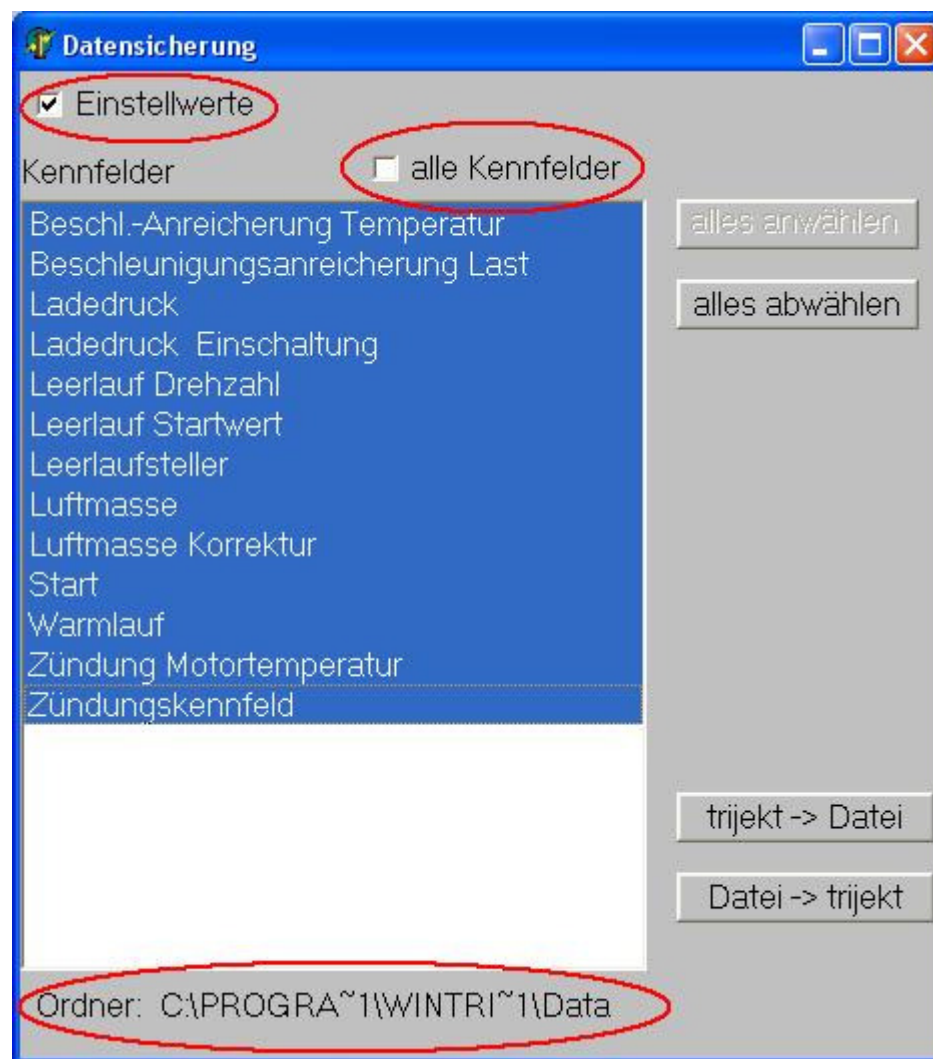 Datensicherung
Einstellwerte
Kennfelder
alle Kennfelder
Beschl.-Anreicherung Temperatur
Beschleunigungsanreicherung Last
Ladedruck
Ladedruck Einschaltung
Leerlauf Drehzahl
Leerlauf Startwert
Leerlaufsteller
Luftmasse
Luftmasse Korrektur
Start
Warmlauf
Zündung Motortemperatur
Zündungskennfeld
alles anwählen
alles abwählen
trijekt -> Datei
Datei -> trijekt
Ordner: C:\PROGRA~1\WINTRI~1\Data